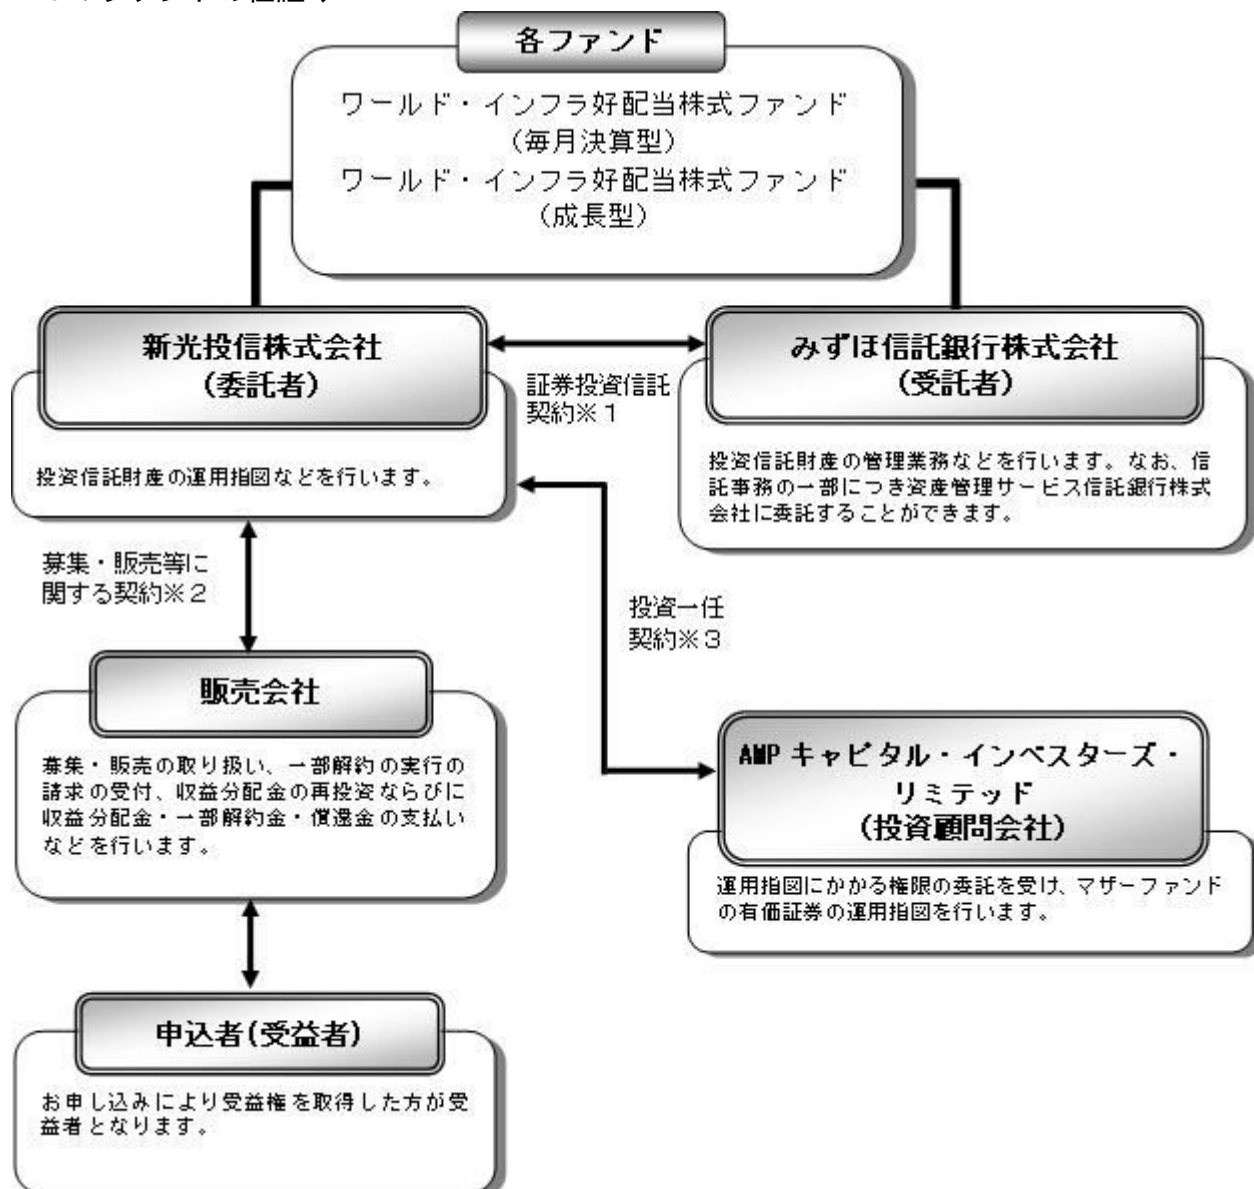 各ファンド
ワールド・インフラ好配当株式ファンド
(毎月決算型)
ワールド・インフラ好配当株式ファンド
(成長型)
新光投信株式会社
(委託者)
投資信託財産の運用指図などを行います。
証券投資信託
契約※1
みずほ信託銀行株式会社
(受託者)
投資信託財産の管理業務などを行います。なお、信
託事務の一部につき資産管理サービス信託銀行株式
会社に委託することができます。
募集・販売等に
関する契約※2
投資一任
契約※3
販売会社
募集・販売の取り扱い、一部解約の実行の
請求の受付、収益分配金の再投資ならびに
収益分配金・一部解約金・償還金の支払い
などを行います。
AMP キャピタル・インベスターズ・
リミテッド
(投資顧問会社)
運用指図にかかる権限の委託を受け、マザーファンド
の有価証券の運用指図を行います。
申込者(受益者)
お申し込みにより受益権を取得した方が受
益者となります。